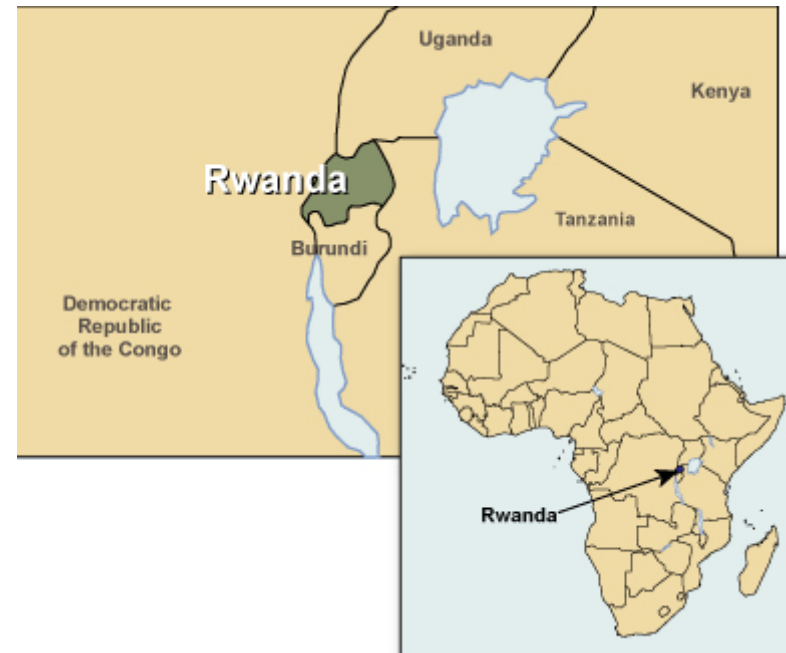 Uganda
Kenya
Rwanda
Tanzania
Burundi
Democratic
Republic
of the Congo
Rwanda